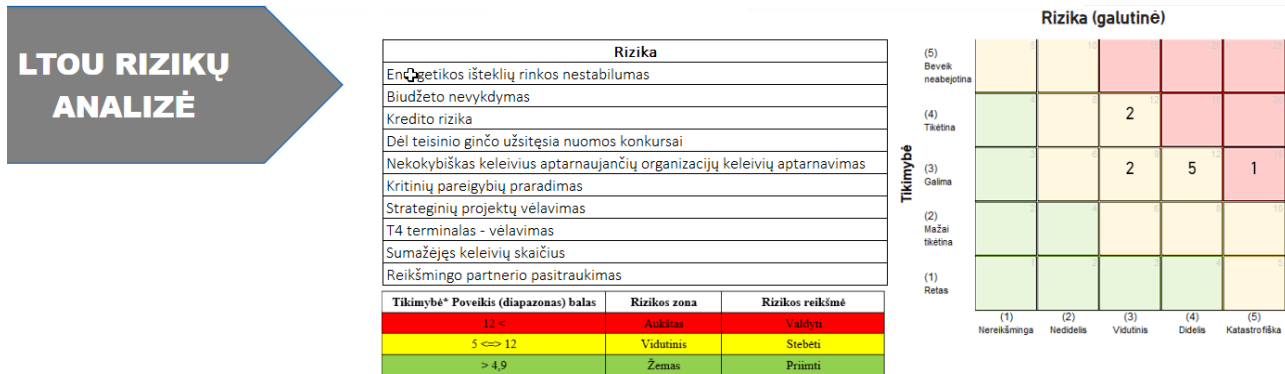 LTOU RIZIKŲ
ANALIZĖ
Rizika
En getikos išteklių rinkos nestabilumas
Biudžeto nevykdymas
Kredito rizika
Dėl teisinio ginčo užsitęsia nuomos konkursai
Nekokybiškas keleivius aptarnaujančių organizacijų keleivių aptarnavimas
Kritinių pareigybių praradimas
Strateginių projektų vėlavimas
T4 terminalas - vėlavimas
Sumažėjęs keleivių skaičius
Reikšmingo partnerio pasitraukimas
Tikimybė* Poveikis (diapazonas) balas Rizikos zona Rizikos reikšmė
12 < Aukštas Valdyti
5 <=> 12 Vidutinis Stebėti
> 4,9 Žemas Priimti
Rizika (galutinė)
Tikimybė
(5)
Beveik
neabejotina
(4)
Tikėtina
2
(3)
Galima
2 5 1
(2)
Mažai
tikėtina
(1)
Retas
(1) (2) (3) (4) (5)
Nereikšminga Nedidelis Vidutinis Didelis Katastrofiška